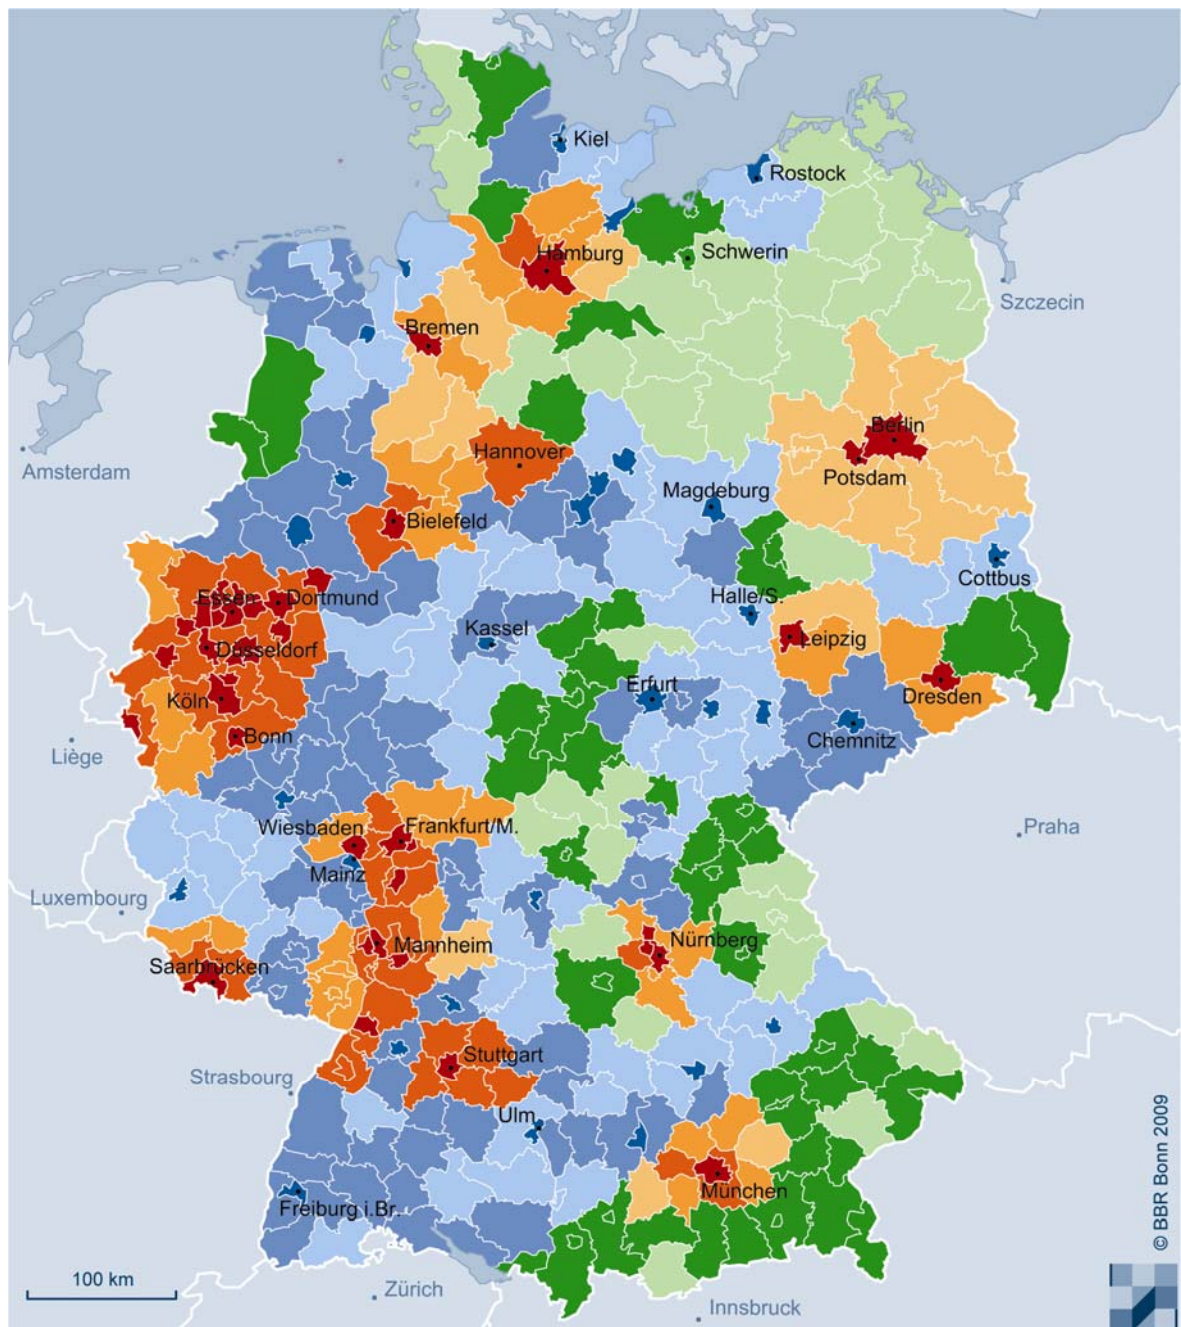 Kiel
Rostock
Hamburg
Schwerin
Szczecin
Bremen
Berlin
Hannover
Amsterdam
Potsdam
Magdeburg
Bielefeld
Cottbus
Essen
Dortmund
Halle/S.
Kassel
Leipzig
Düsseldorf
Erfurt
Köln
Dresden
Bonn
Chemnitz
Liège
Wiesbaden
Frankfurt/M.
Praha
Mainz
Luxembourg
Mannheim
Nürnberg
Saarbrücken
Stuttgart
Strasbourg
Ulm
München
Freiburg i.Br.
© BBR Bonn 2009
100 km
Zürich
Innsbruck